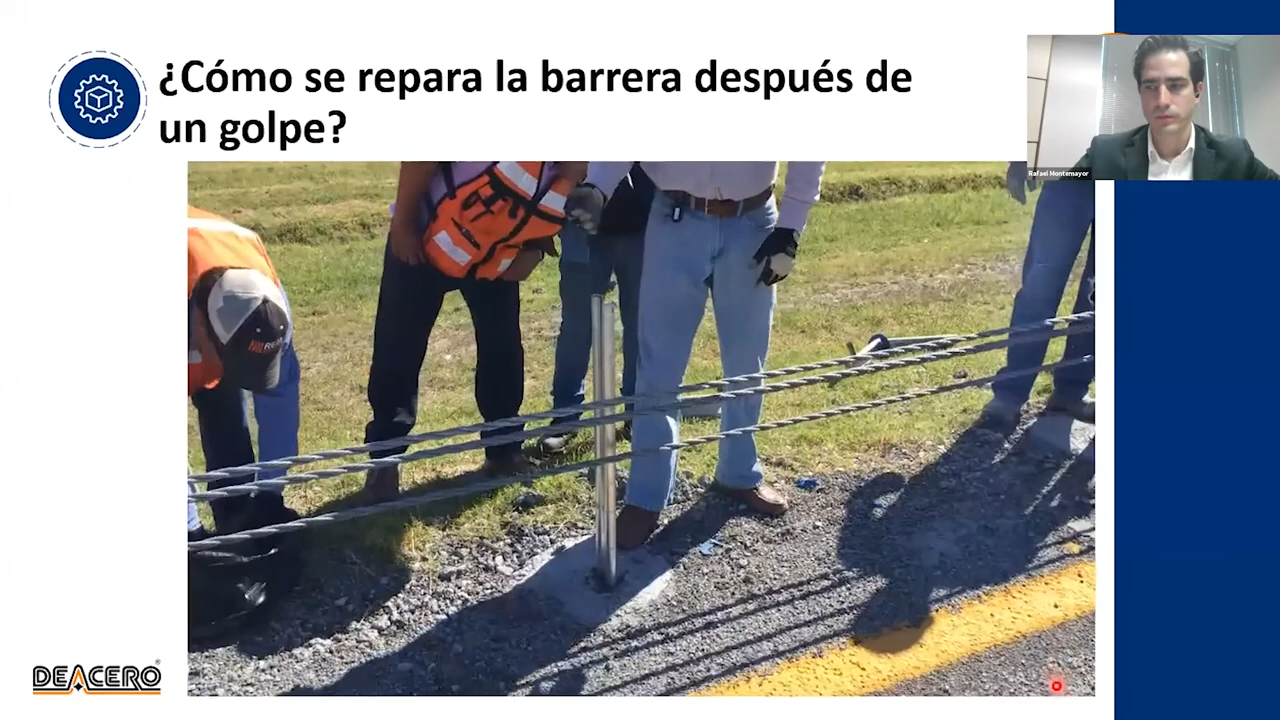 ¿Cómo se repara la barrera después de
un golpe?
Rafael Montemayor
DEACERO®